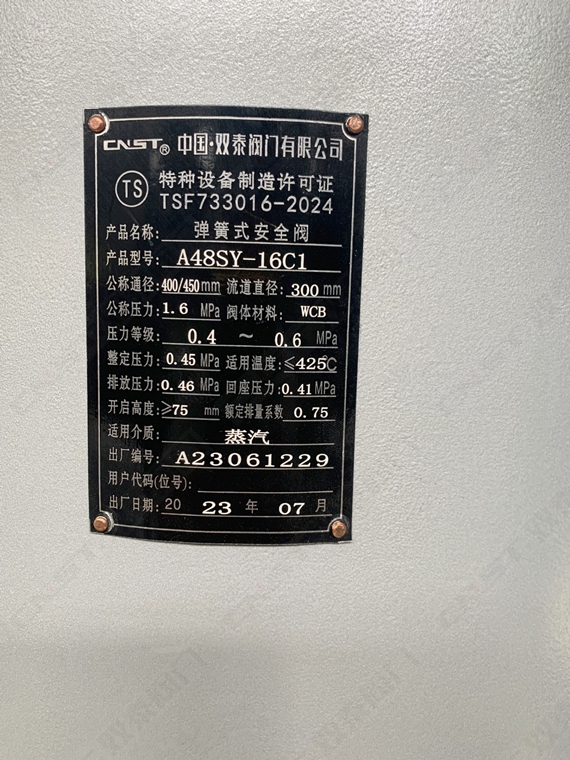 CNST® 中国·双泰阀门有限公司
TS 特种设备制造许可证
TSF733016-2024
产品名称: 弹簧式安全阀
产品型号: A48SY-16C1
公称通径: 400/450mm 流道直径: 300 mm
公称压力: 1.6 MPa 阀体材料: WCB
压力等级: 0.4 ~ 0.6 MPa
整定压力: 0.45 MPa 适用温度: ≤425℃
排放压力: 0.46 MPa 回座压力: 0.41 MPa
开启高度: ≥75 mm 额定排量系数 0.75
适用介质: 蒸汽
出厂编号: A23061229
用户代码(位号):
出厂日期: 20 23 年 07 月